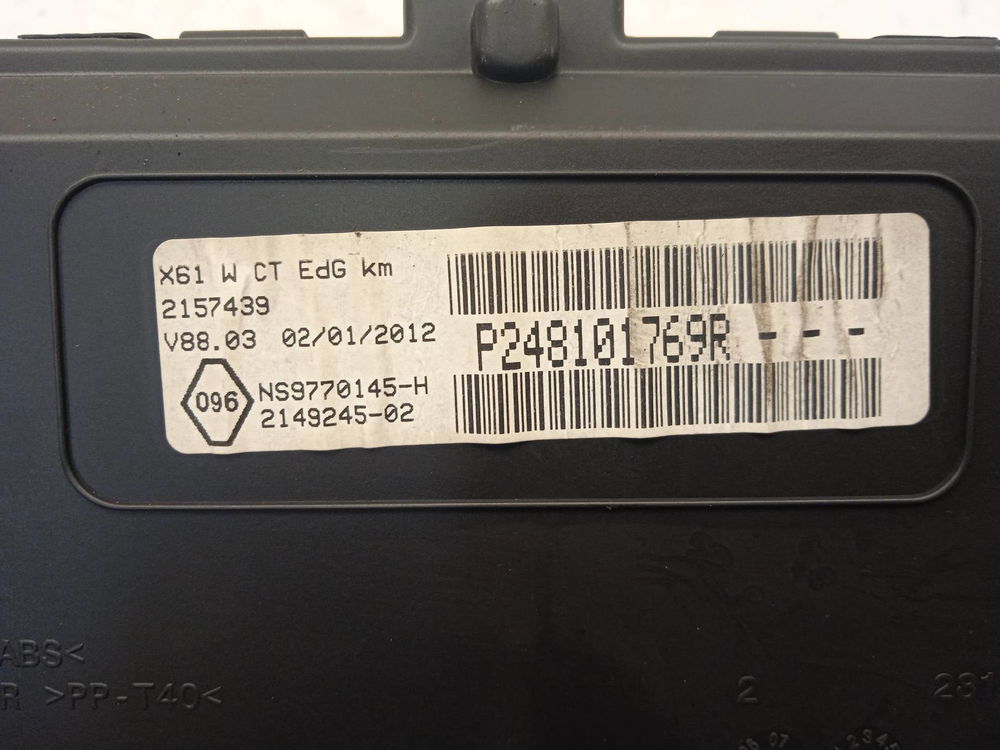 X61 W CT EdG km
2157439
V88.03 02/01/2012
P248101769R - - -
096
NS9770145-H
2149245-02
ABS<
R >PP-T40<
2